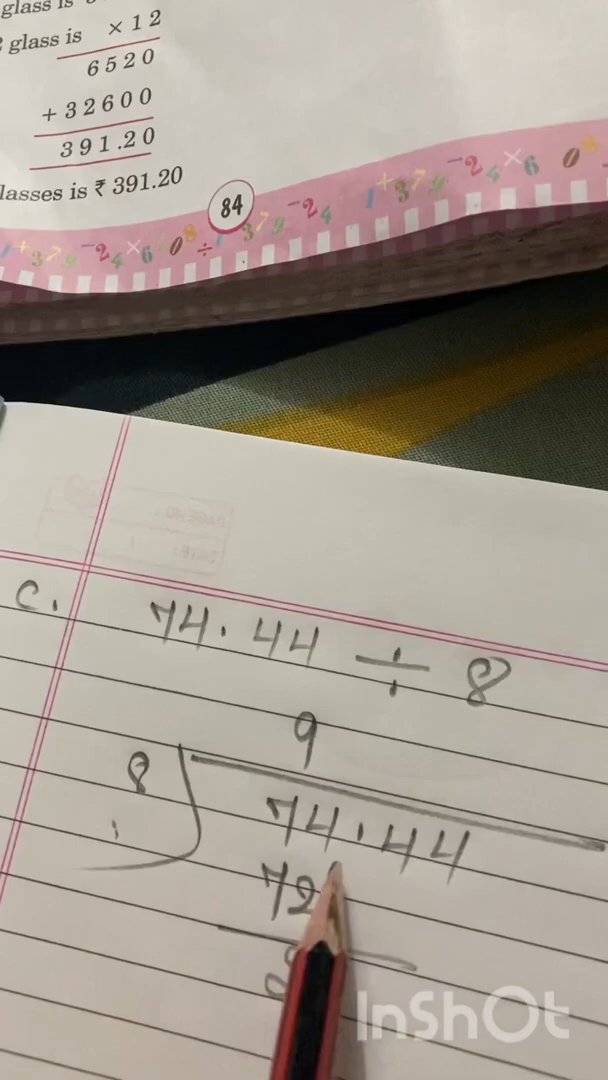 glass is
glass is × 1 2
6 5 2 0
+ 3 2 6 0 0
3 9 1 . 2 0
lasses is ₹ 391.20
84
c. 74.44 ÷ 8
9
8 74.44
72
InShOt